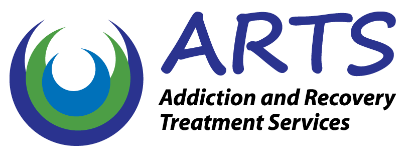 ARTS
Addiction and Recovery
Treatment Services